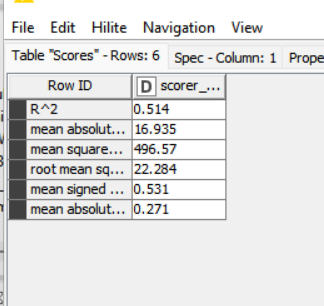 File Edit Hilite Navigation View
Table "Scores" - Rows: 6 Spec - Column: 1 Prope
Row ID D scorer_...
R^2 0.514
mean absolut... 16.935
mean square... 496.57
root mean sq... 22.284
mean signed ... 0.531
mean absolut... 0.271